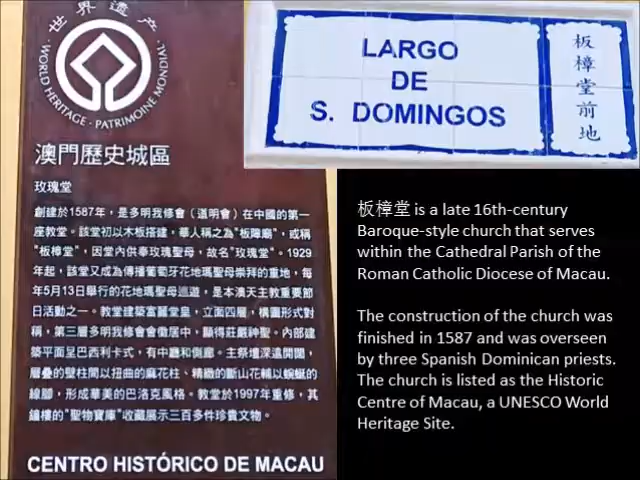 世界遺產
WORLD HERITAGE · PATRIMOINE MONDIAL
澳門歷史城區
玫瑰堂
創建於1587年，是多明我修會（道明會）在中國的第一
座教堂。該堂初以木板搭建，華人稱之為"板障廟"，或稱
"板樟堂"，因堂內供奉玫瑰聖母，故名"玫瑰堂"。1929
年起，該堂又成為傳播葡萄牙花地瑪聖母崇拜的重地，每
年5月13日舉行的花地瑪聖母巡遊，是本澳天主教重要節
日活動之一。教堂建築富麗堂皇，立面四層，構圖形式對
稱，第三層多明我修會會徽居中，顯得莊嚴神聖。內部建
築平面呈巴西利卡式，有中廳和側廊。主祭壇深遠開闊，
層疊的壁柱間以扭曲的麻花柱、精緻的斷山花輔以蜿蜒的
線腳，形成華美的巴洛克風格。教堂於1997年重修，其
鐘樓的"聖物寶庫"收藏展示三百多件珍貴文物。
CENTRO HISTÓRICO DE MACAU
LARGO
DE
S. DOMINGOS
板樟堂前地
板樟堂 is a late 16th-century
Baroque-style church that serves
within the Cathedral Parish of the
Roman Catholic Diocese of Macau.
The construction of the church was
finished in 1587 and was overseen
by three Spanish Dominican priests.
The church is listed as the Historic
Centre of Macau, a UNESCO World
Heritage Site.